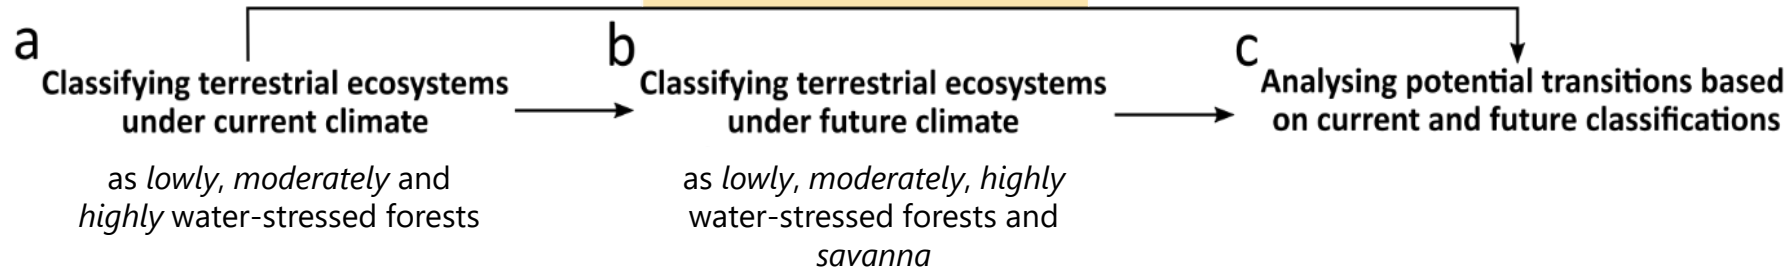 a
Classifying terrestrial ecosystems
under current climate
as lowly, moderately and
highly water-stressed forests
b
Classifying terrestrial ecosystems
under future climate
as lowly, moderately, highly
water-stressed forests and
savanna
c
Analysing potential transitions based
on current and future classifications